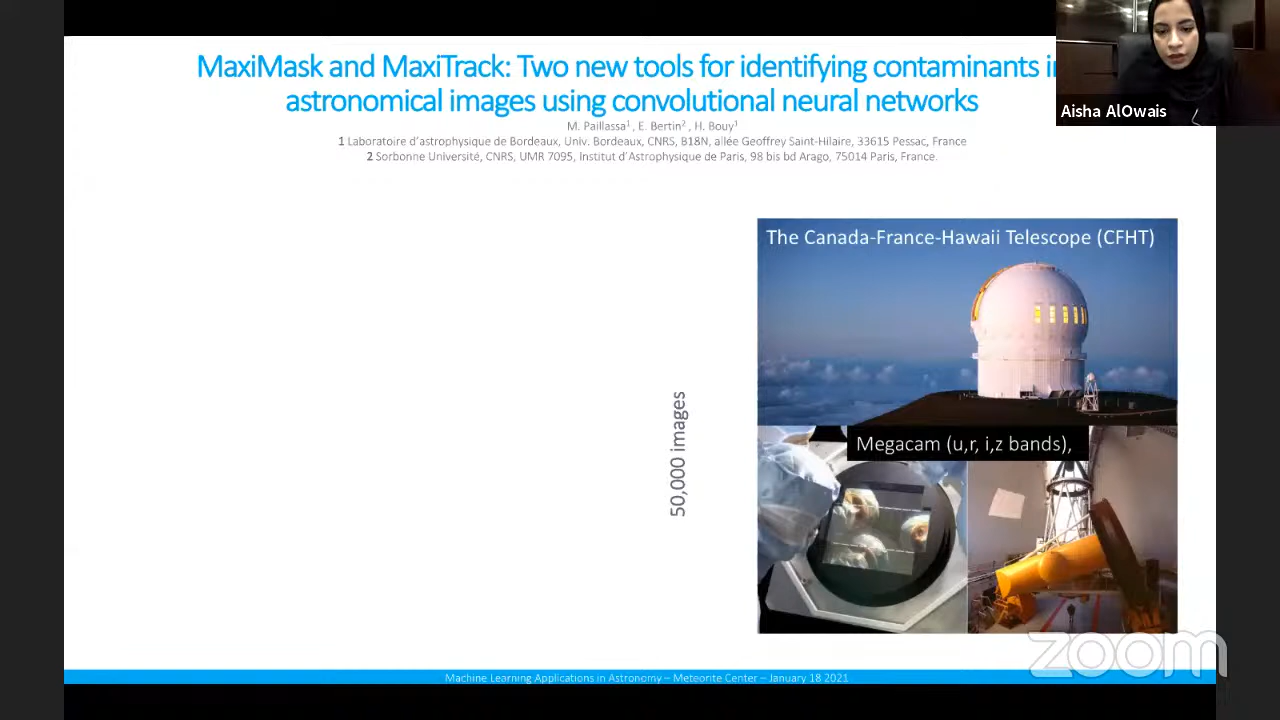 MaxiMask and MaxiTrack: Two new tools for identifying contaminants in
astronomical images using convolutional neural networks
M. Paillassa¹, E. Bertin², H. Bouy¹
1 Laboratoire d'astrophysique de Bordeaux, Univ. Bordeaux, CNRS, B18N, allée Geoffrey Saint-Hilaire, 33615 Pessac, France
2 Sorbonne Université, CNRS, UMR 7095, Institut d'Astrophysique de Paris, 98 bis bd Arago, 75014 Paris, France.
Aisha AlOwais
The Canada-France-Hawaii Telescope (CFHT)
50,000 images
Megacam (u,r, i,z bands),
zoom
Machine Learning Applications in Astronomy – Meteorite Center – January 18 2021